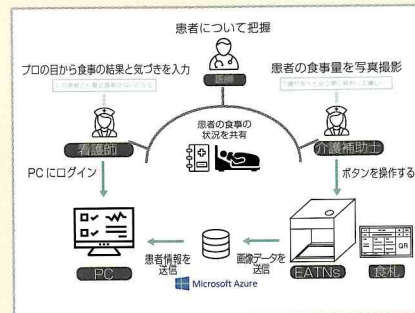 患者について把握
医師
プロの目から食事の結果と気づきを入力
患者の食事量を写真撮影
看護師
患者の食事の
状況を共有
介護補助士
PCにログイン
ボタンを操作する
PC
患者情報を
送信
画像データを
送信
EATNs
QR
食札
Microsoft Azure